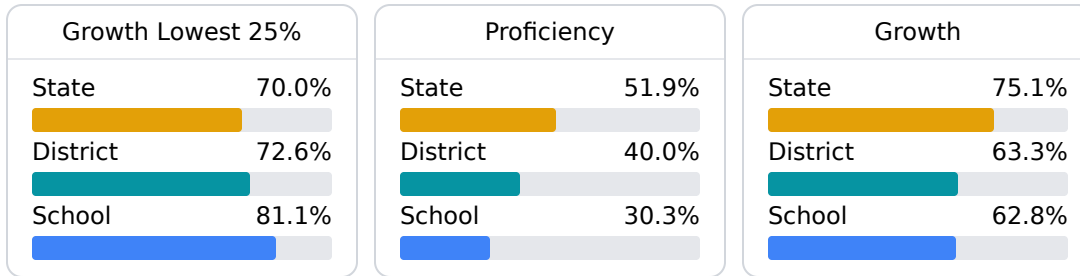 Growth Lowest 25%
State 70.0%
District 72.6%
School 81.1%
Proficiency
State 51.9%
District 40.0%
School 30.3%
Growth
State 75.1%
District 63.3%
School 62.8%